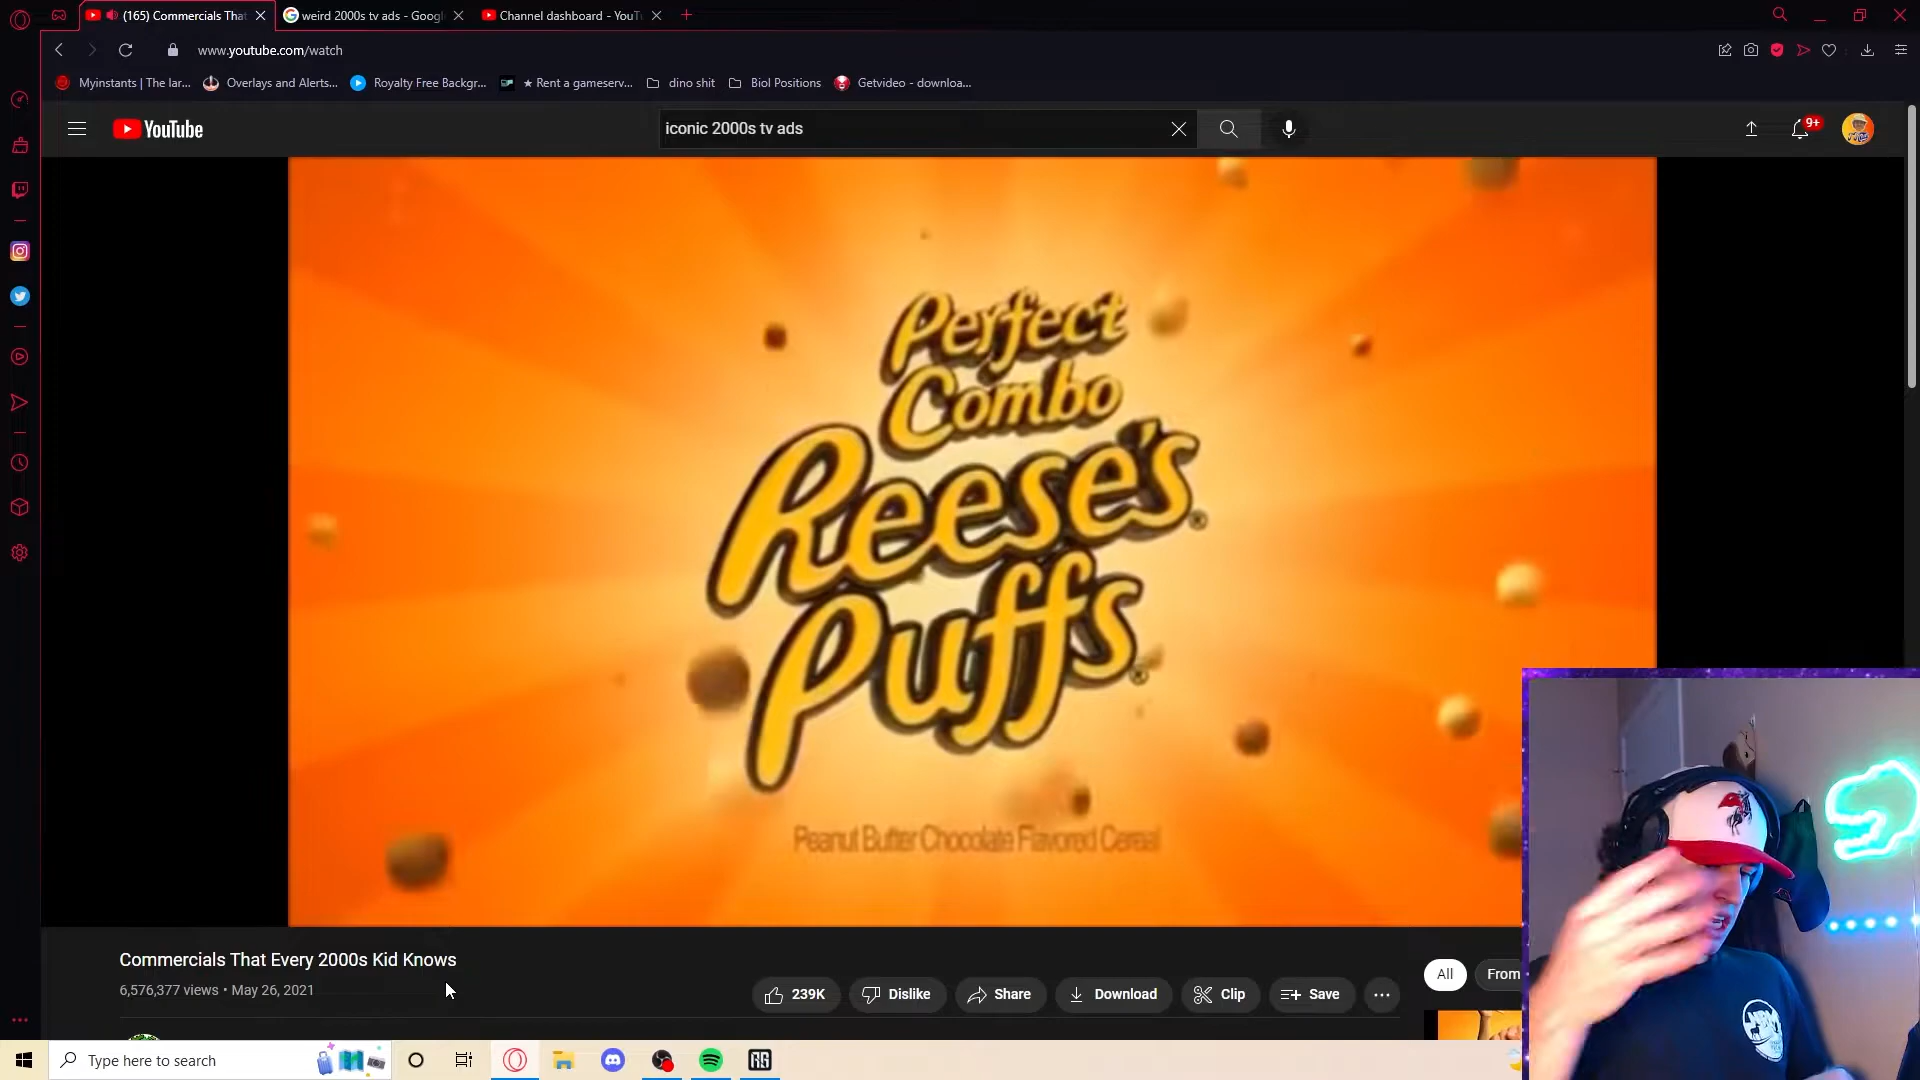 (165) Commercials That
weird 2000s tv ads - Googl
Channel dashboard - YouTu
www.youtube.com/watch
Myinstants | The lar...
Overlays and Alerts...
Royalty Free Backgr...
★ Rent a gameserv...
dino shit
Biol Positions
Getvideo - downloa...
YouTube
iconic 2000s tv ads
9+
Perfect
Combo
Reese's®
Puffs®
Peanut Butter Chocolate Flavored Cereal
Commercials That Every 2000s Kid Knows
6,576,377 views • May 26, 2021
239K
Dislike
Share
Download
Clip
Save
All
From
Type here to search